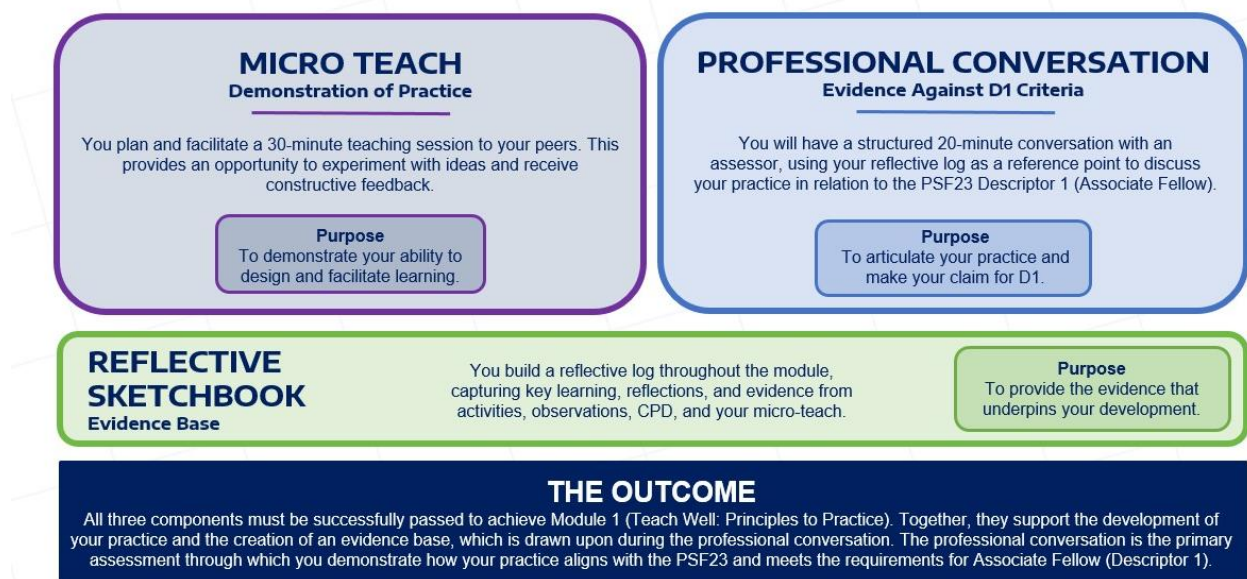 MICRO TEACH
Demonstration of Practice
You plan and facilitate a 30-minute teaching session to your peers. This
provides an opportunity to experiment with ideas and receive
constructive feedback.
Purpose
To demonstrate your ability to
design and facilitate learning.
PROFESSIONAL CONVERSATION
Evidence Against D1 Criteria
You will have a structured 20-minute conversation with an
assessor, using your reflective log as a reference point to discuss
your practice in relation to the PSF23 Descriptor 1 (Associate Fellow).
Purpose
To articulate your practice and
make your claim for D1.
REFLECTIVE
SKETCHBOOK
Evidence Base
You build a reflective log throughout the module,
capturing key learning, reflections, and evidence from
activities, observations, CPD, and your micro-teach.
Purpose
To provide the evidence that
underpins your development.
THE OUTCOME
All three components must be successfully passed to achieve Module 1 (Teach Well: Principles to Practice). Together, they support the development of
your practice and the creation of an evidence base, which is drawn upon during the professional conversation. The professional conversation is the primary
assessment through which you demonstrate how your practice aligns with the PSF23 and meets the requirements for Associate Fellow (Descriptor 1).